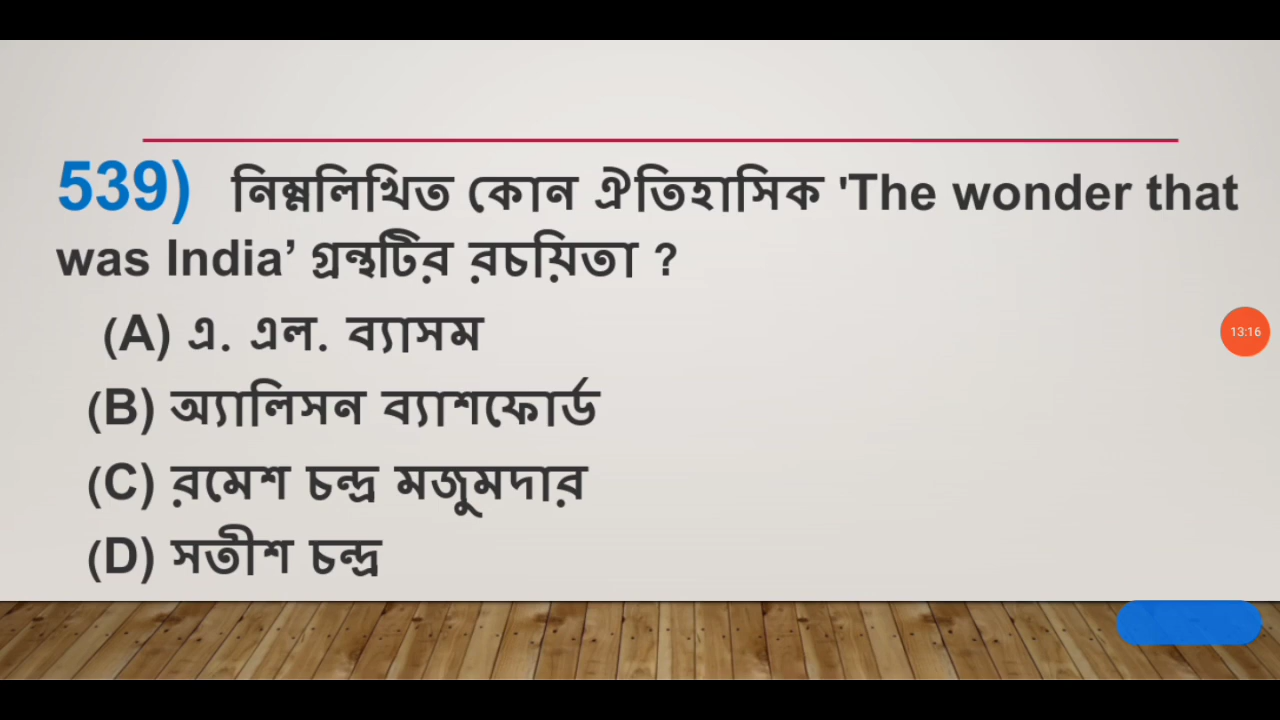 539) নিম্নলিখিত কোন ঐতিহাসিক 'The wonder that
was India’ গ্রন্থটির রচয়িতা ?
(A) এ. এল. ব্যাসম
(B) অ্যালিসন ব্যাশফোর্ড
(C) রমেশ চন্দ্র মজুমদার
(D) সতীশ চন্দ্র
13:16